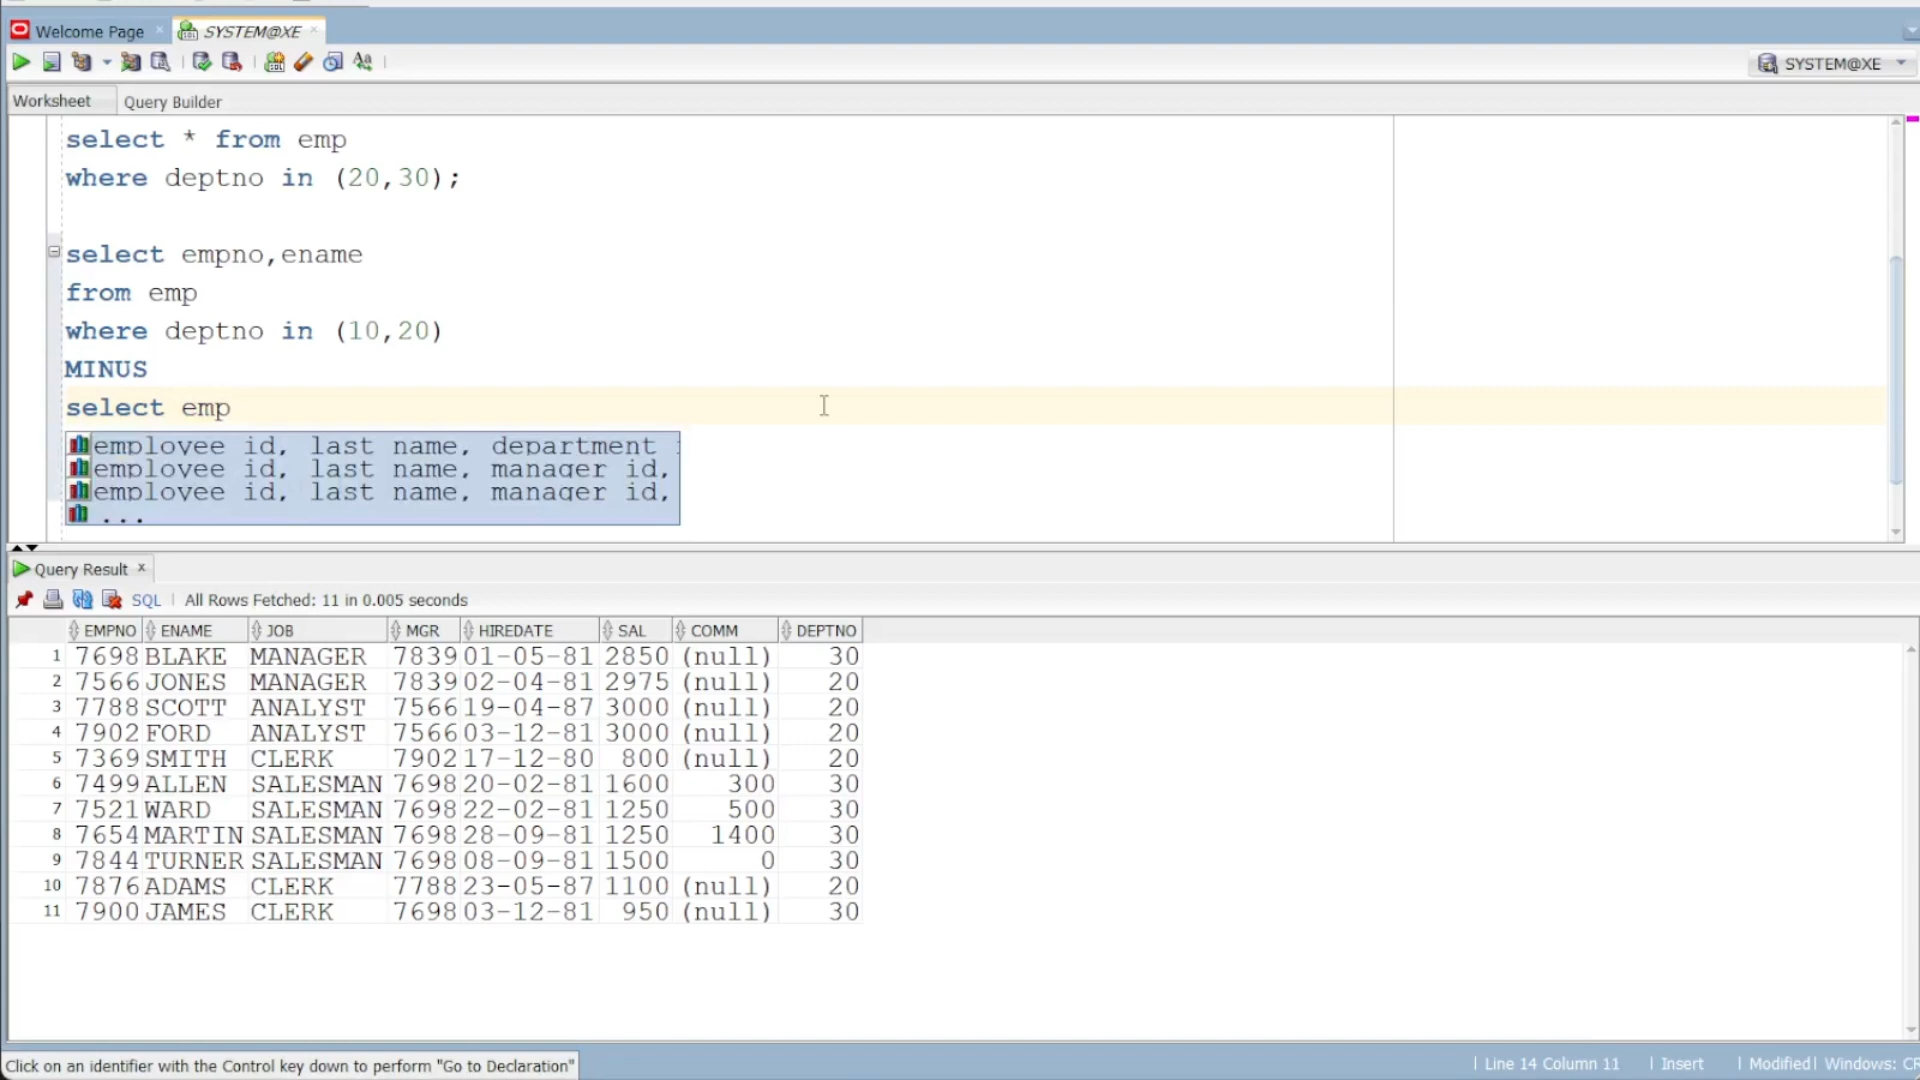 Welcome Page
SYSTEM@XE
SYSTEM@XE
Worksheet
Query Builder
select * from emp
where deptno in (20,30);
select empno,ename
from emp
where deptno in (10,20)
MINUS
select emp
employee id, last name, department
employee id, last name, manager id,
employee id, last name, manager id,
...
Query Result
SQL All Rows Fetched: 11 in 0.005 seconds
EMPNO ENAME JOB MGR HIREDATE SAL COMM DEPTNO
1 7698 BLAKE MANAGER 7839 01-05-81 2850 (null) 30
2 7566 JONES MANAGER 7839 02-04-81 2975 (null) 20
3 7788 SCOTT ANALYST 7566 19-04-87 3000 (null) 20
4 7902 FORD ANALYST 7566 03-12-81 3000 (null) 20
5 7369 SMITH CLERK 7902 17-12-80 800 (null) 20
6 7499 ALLEN SALESMAN 7698 20-02-81 1600 300 30
7 7521 WARD SALESMAN 7698 22-02-81 1250 500 30
8 7654 MARTIN SALESMAN 7698 28-09-81 1250 1400 30
9 7844 TURNER SALESMAN 7698 08-09-81 1500 0 30
10 7876 ADAMS CLERK 7788 23-05-87 1100 (null) 20
11 7900 JAMES CLERK 7698 03-12-81 950 (null) 30
Click on an identifier with the Control key down to perform "Go to Declaration"
Line 14 Column 11 | Insert | Modified | Windows: CR